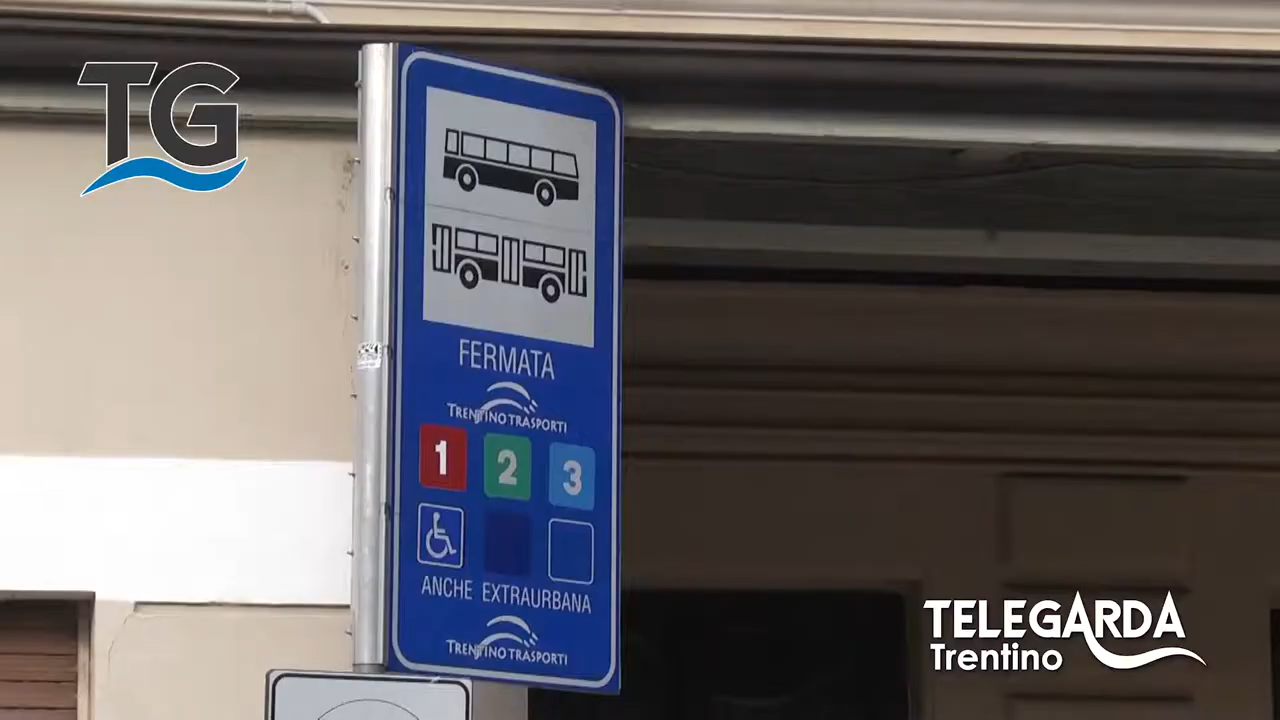 TG
FERMATA
TRENTINO TRASPORTI
1 2 3
ANCHE EXTRAURBANA
TRENTINO TRASPORTI
TELEGARDA
Trentino